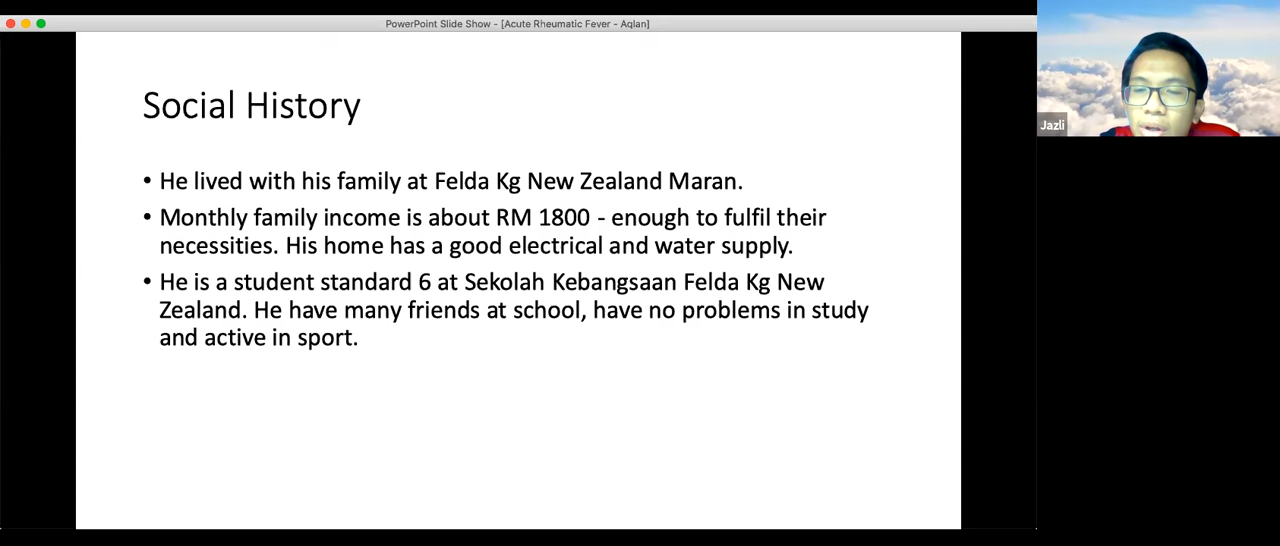 PowerPoint Slide Show - [Acute Rheumatic Fever - Aqlan]
Social History
• He lived with his family at Felda Kg New Zealand Maran.
• Monthly family income is about RM 1800 - enough to fulfil their
necessities. His home has a good electrical and water supply.
• He is a student standard 6 at Sekolah Kebangsaan Felda Kg New
Zealand. He have many friends at school, have no problems in study
and active in sport.
Jazli